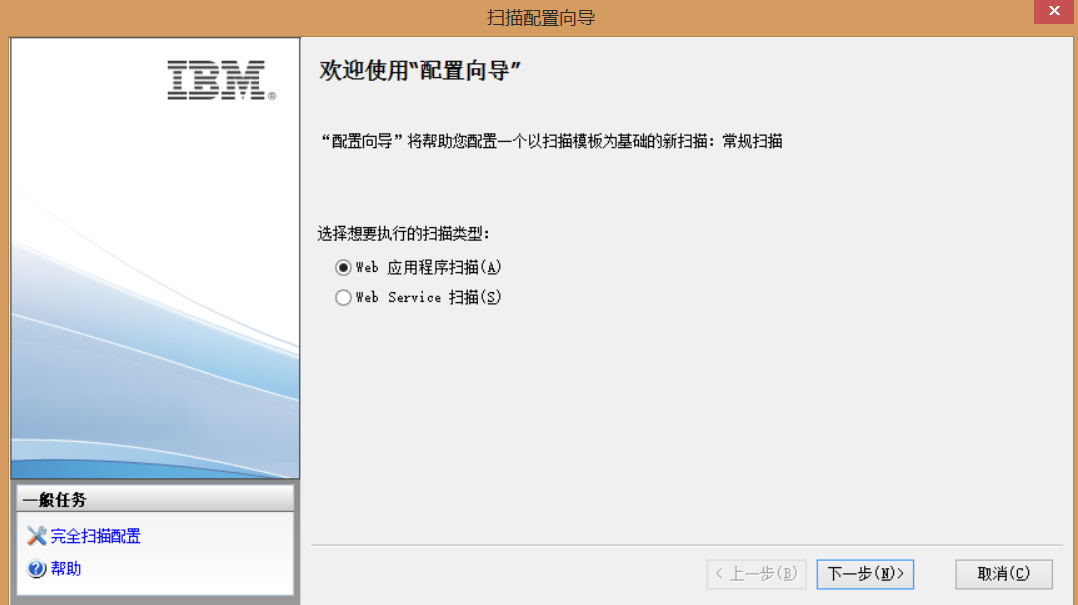 扫描配置向导
IBM®
欢迎使用“配置向导”
“配置向导”将帮助您配置一个以扫描模板为基础的新扫描：常规扫描
选择想要执行的扫描类型：
Web 应用程序扫描(A)
Web Service 扫描(S)
一般任务
完全扫描配置
帮助
< 上一步(B)
下一步(N)>
取消(C)